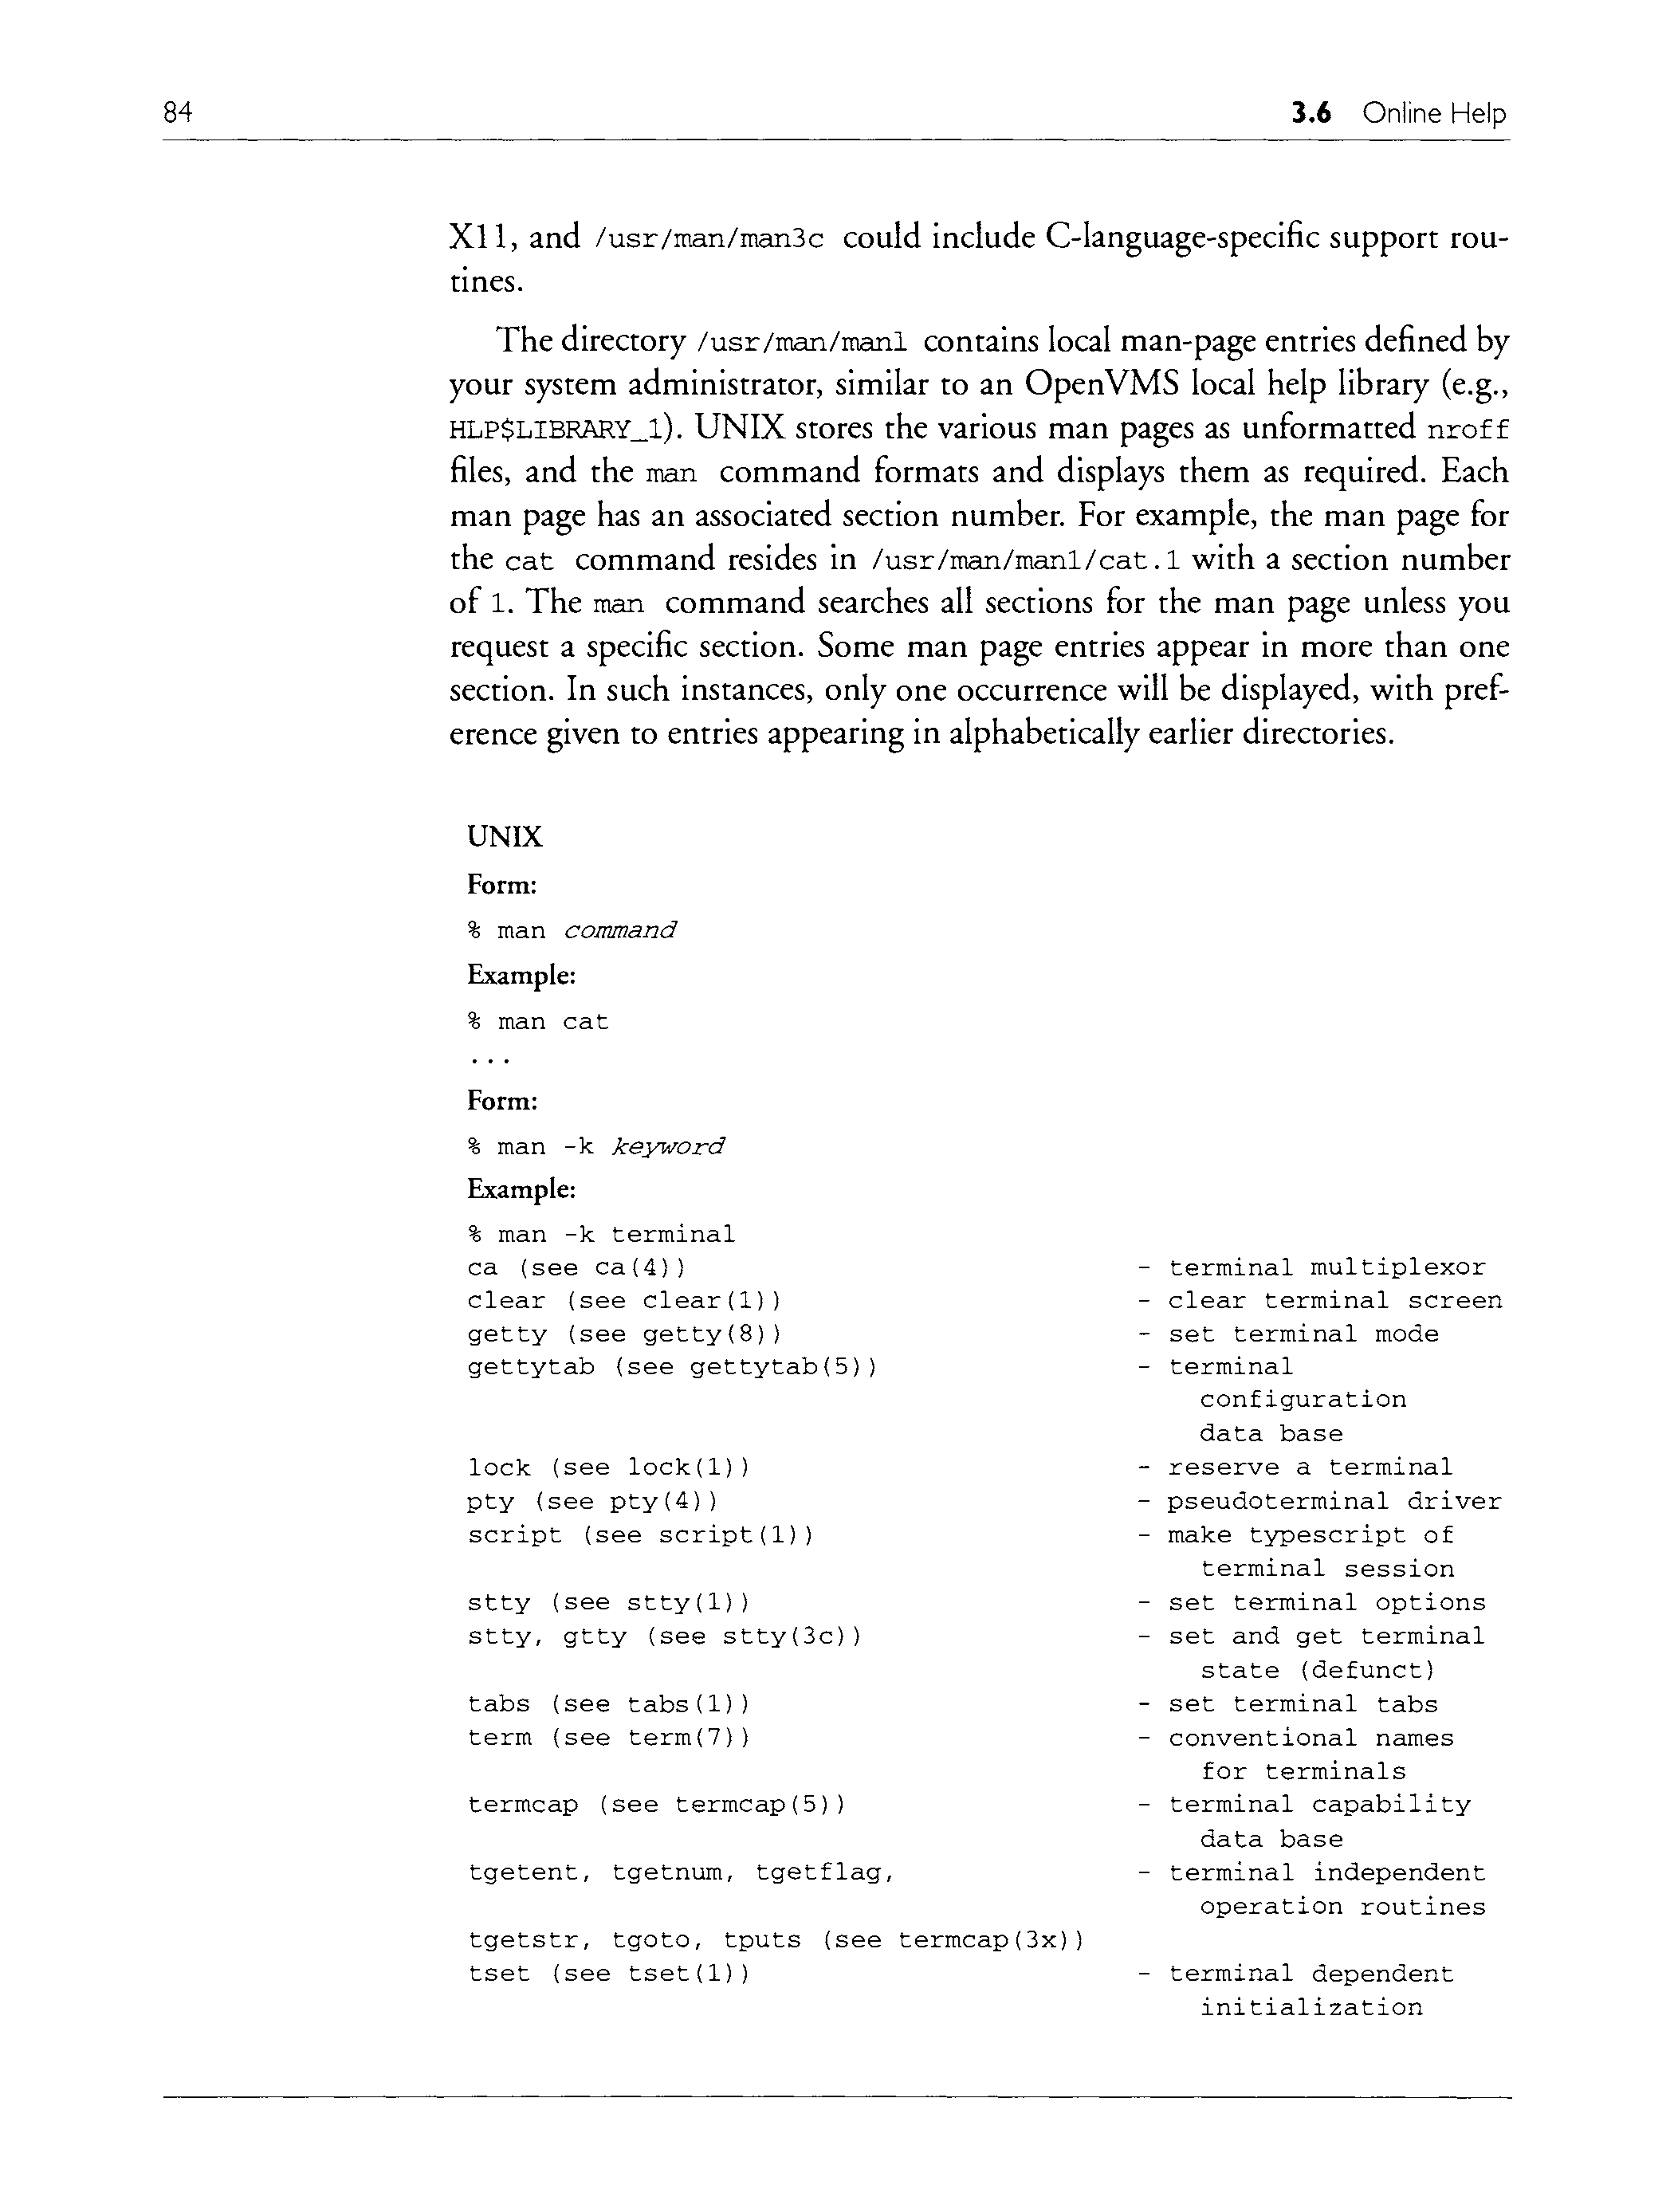 84 3.6 Online Help
X11, and /usr/man/man3c could include C-language-specific support rou-
tines.
The directory /usr/man/manl contains local man-page entries defined by
your system administrator, similar to an OpenVMS local help library (e.g.,
HLP$LIBRARY_1). UNIX stores the various man pages as unformatted nroff
files, and the man command formats and displays them as required. Each
man page has an associated section number. For example, the man page for
the cat command resides in /usr/man/man1/cat.1 with a section number
of 1. The man command searches all sections for the man page unless you
request a specific section. Some man page entries appear in more than one
section. In such instances, only one occurrence will be displayed, with pref-
erence given to entries appearing in alphabetically earlier directories.
UNIX
Form:
% man command
Example:
% man cat
...
Form:
% man -k keyword
Example:
% man -k terminal
ca (see ca(4)) - terminal multiplexor
clear (see clear(1)) - clear terminal screen
getty (see getty(8)) - set terminal mode
gettytab (see gettytab(5)) - terminal
configuration
data base
lock (see lock(1)) - reserve a terminal
pty (see pty(4)) - pseudoterminal driver
script (see script(1)) - make typescript of
terminal session
stty (see stty(1)) - set terminal options
stty, gtty (see stty(3c)) - set and get terminal
state (defunct)
tabs (see tabs(1)) - set terminal tabs
term (see term(7)) - conventional names
for terminals
termcap (see termcap(5)) - terminal capability
data base
tgetent, tgetnum, tgetflag, - terminal independent
operation routines
tgetstr, tgoto, tputs (see termcap(3x))
tset (see tset(1)) - terminal dependent
initialization